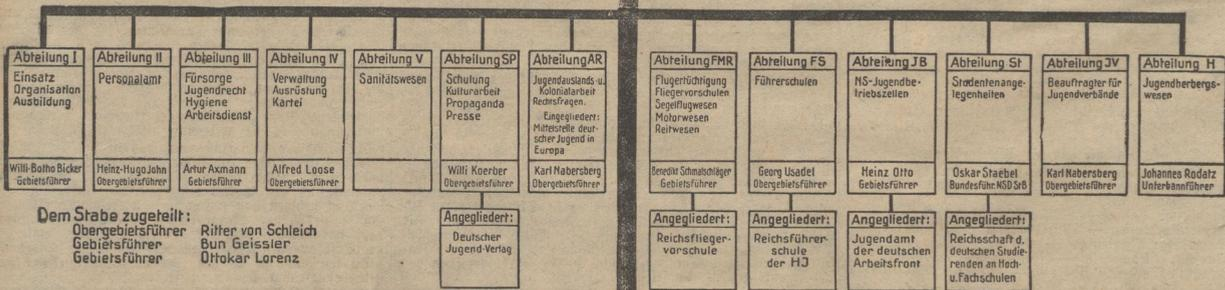 Abteilung I
Einsatz
Organisation
Ausbildung
Willi-Botho Bicker
Gebietsführer
Abteilung II
Personalamt
Heinz-Hugo John
Obergebietsführer
Abteilung III
Fürsorge
Jugendrecht
Hygiene
Arbeitsdienst
Artur Axmann
Gebietsführer
Abteilung IV
Verwaltung
Ausrüstung
Kartei
Alfred Loose
Obergebietsführer
Abteilung V
Sanitätswesen
Abteilung SP
Schulung
Kulturarbeit
Propaganda
Presse
Willi Koerber
Obergebietsführer
Angegliedert:
Deutscher
Jugend-Verlag
Abteilung AR
Jugendauslands-u.
Kolonialarbeit
Rechtsfragen.
Eingegliedert:
Mittelstelle deut-
scher Jugend in
Europa
Karl Nabersberg
Obergebietsführer
Abteilung FMR
Flugertüchtigung
Fliegervorschulen
Segelflugwesen
Motorwesen
Reitwesen
Benedikt Schmalschläger
Gebietsführer
Angegliedert:
Reichsflieger-
vorschule
Abteilung FS
Führerschulen
Georg Usadel
Obergebietsführer
Angegliedert:
Reichsführer-
schule
der HJ
Abteilung JB
NS-Jugendbe-
triebszellen
Heinz Otto
Gebietsführer
Angegliedert:
Jugendamt
der deutschen
Arbeitsfront
Abteilung St
Studentenange-
legenheiten
Oskar Staebel
Bundesführ. NSD StB
Angegliedert:
Reichsschaft d.
deutschen Studie-
renden an Hoch-
u. Fachschulen
Abteilung JV
Beauftragter für
Jugendverbände
Karl Nabersberg
Obergebietsführer
Abteilung H
Jugendherbergs-
wesen
Johannes Rodatz
Unterbannführer
Dem Stabe zugeteilt:
Obergebietsführer Ritter von Schleich
Gebietsführer Bun Geissler
Gebietsführer Ottokar Lorenz